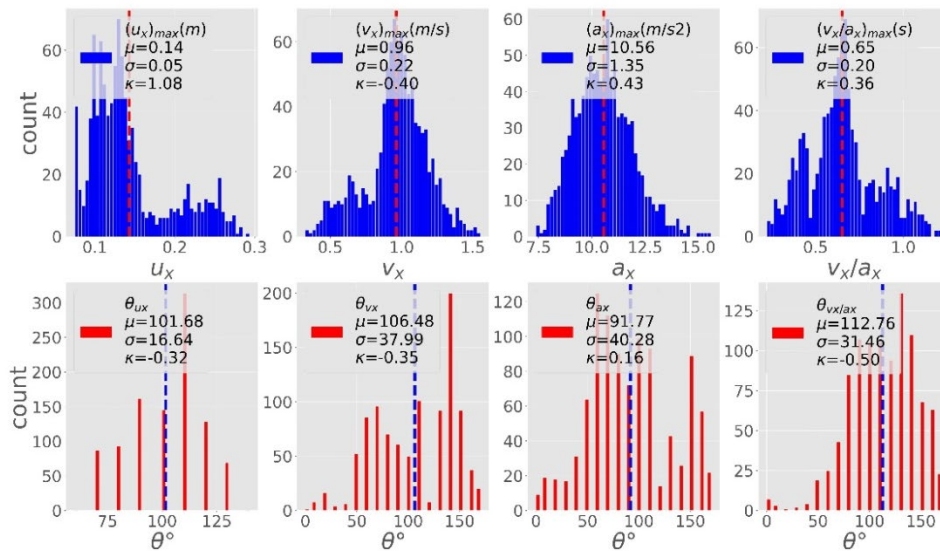 (u_x)_max(m)
μ=0.14
σ=0.05
κ=1.08
(v_x)_max(m/s)
μ=0.96
σ=0.22
κ=-0.40
(a_x)_max(m/s2)
μ=10.56
σ=1.35
κ=0.43
(v_x/a_x)_max(s)
μ=0.65
σ=0.20
κ=0.36
count
60
40
20
0
60
40
20
0
60
50
40
30
20
10
0
60
40
20
0
0.1 0.2 0.3
0.5 1.0 1.5
7.5 10.0 12.5 15.0
0.5 1.0
u_x v_x a_x v_x/a_x
θ_ux
μ=101.68
σ=16.64
κ=-0.32
θ_vx
μ=106.48
σ=37.99
κ=-0.35
θ_ax
μ=91.77
σ=40.28
κ=0.16
θ_vx/ax
μ=112.76
σ=31.46
κ=-0.50
count
300
250
200
150
100
50
0
200
150
100
50
0
120
100
80
60
40
20
0
125
100
75
50
25
0
75 100 125
0 50 100 150
0 50 100 150
0 50 100 150
θ° θ° θ° θ°